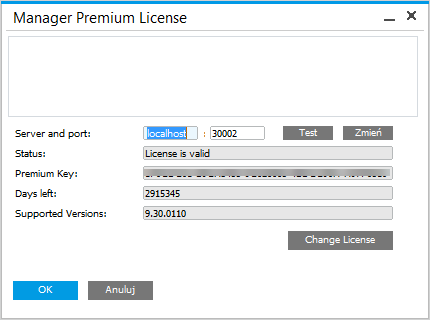 Manager Premium License
Server and port: localhost : 30002 Test Zmień
Status: License is valid
Premium Key:
Days left: 2915345
Supported Versions: 9.30.0110
Change License
OK Anuluj